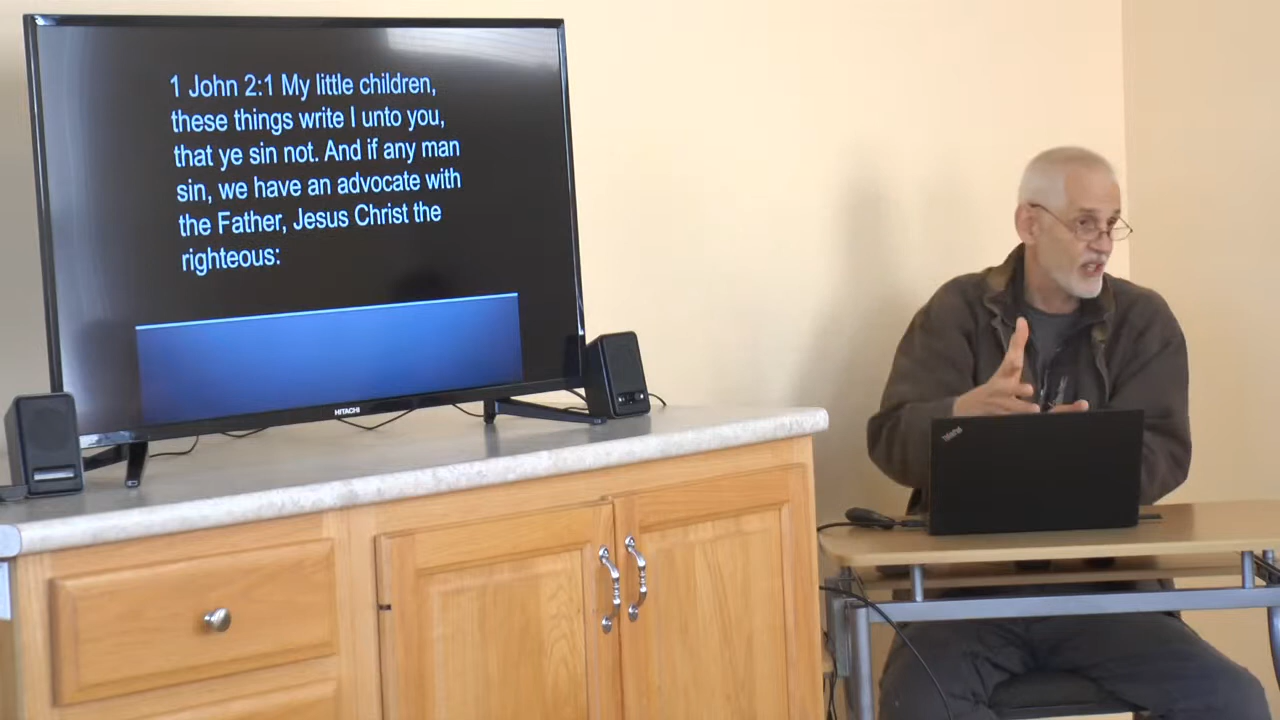 1 John 2:1 My little children,
these things write I unto you,
that ye sin not. And if any man
sin, we have an advocate with
the Father, Jesus Christ the
righteous:
HITACHI